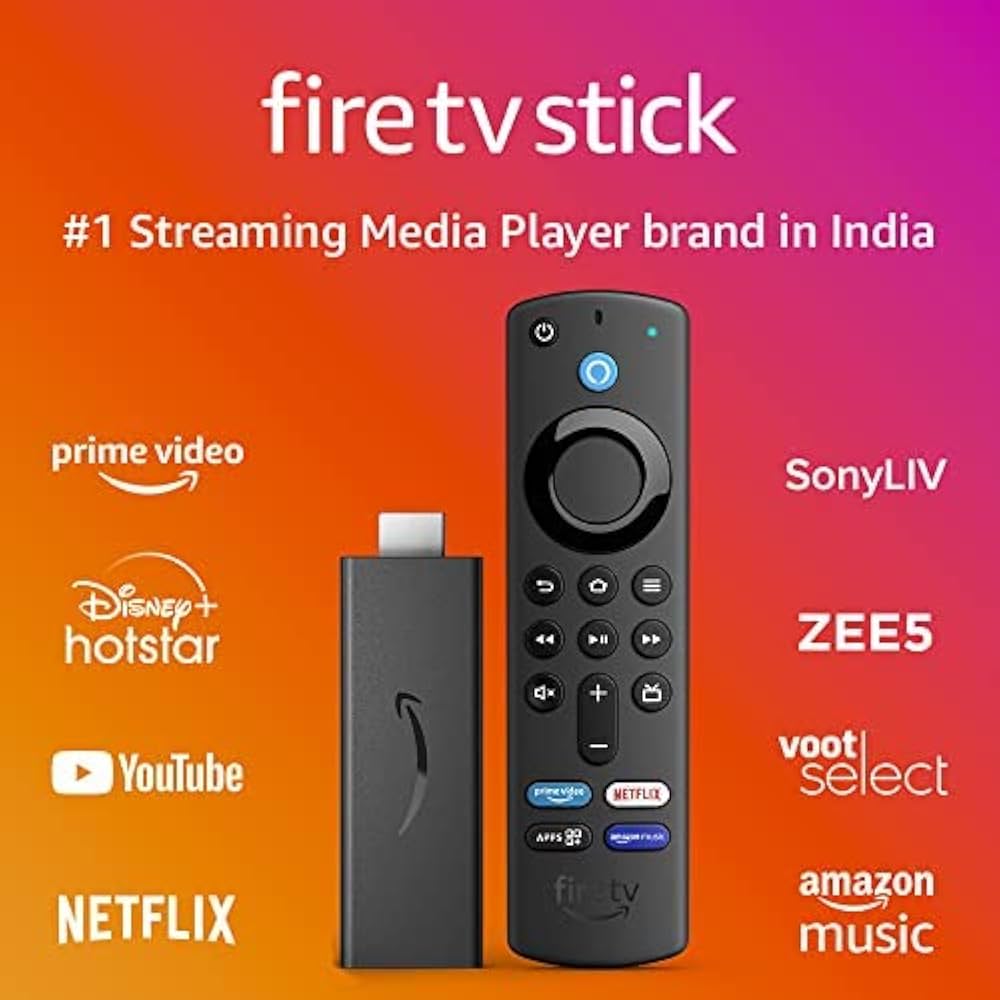 fire tv stick
#1 Streaming Media Player brand in India
prime video
Disney+
hotstar
YouTube
NETFLIX
SonyLIV
ZEE5
voot
select
amazon
music
prime video
NETFLIX
APPS
amazon music
fire tv